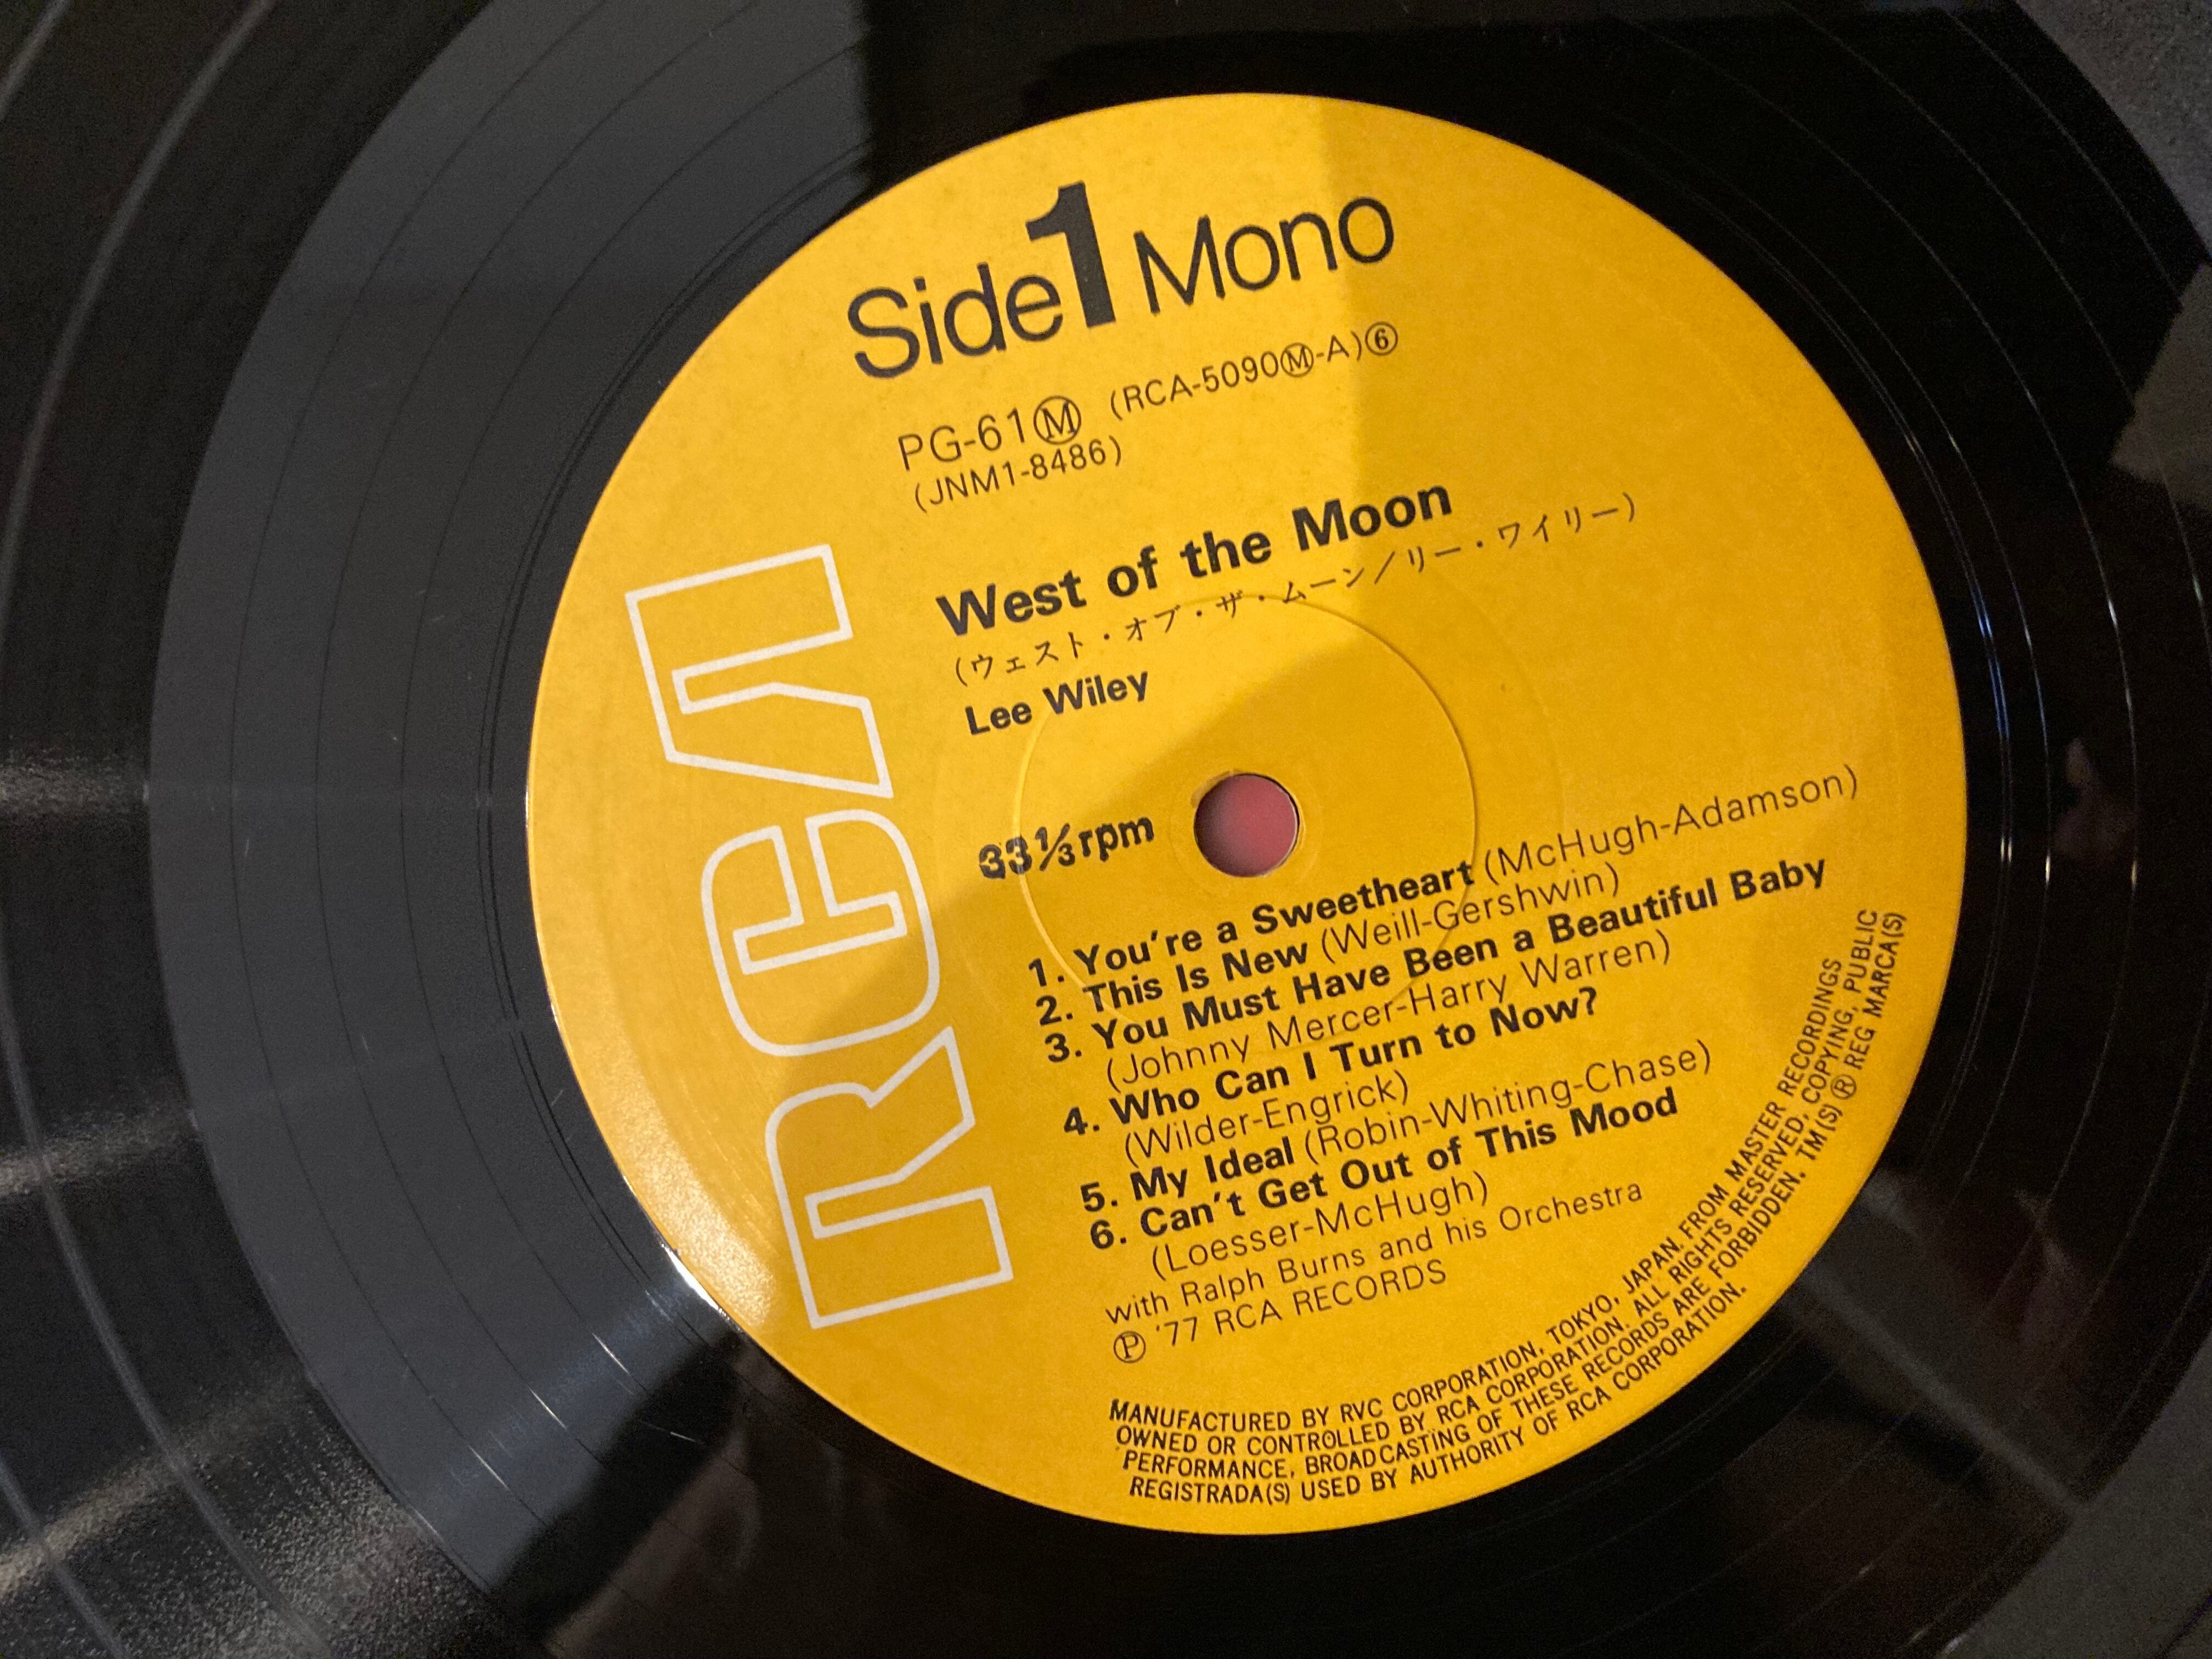 Side 1 Mono
PG-61Ⓜ (RCA-5090Ⓜ-A)⑥
(JNM1-8486)
West of the Moon
(ウェスト・オブ・ザ・ムーン/リー・ワイリー)
Lee Wiley
RCA
33⅓rpm
1. You're a Sweetheart (McHugh-Adamson)
2. This Is New (Weill-Gershwin)
3. You Must Have Been a Beautiful Baby
(Johnny Mercer-Harry Warren)
4. Who Can I Turn to Now?
(Wilder-Engrick)
5. My Ideal (Robin-Whiting-Chase)
6. Can't Get Out of This Mood
(Loesser-McHugh)
with Ralph Burns and his Orchestra
Ⓟ '77 RCA RECORDS
MANUFACTURED BY RVC CORPORATION, TOKYO, JAPAN, FROM MASTER RECORDINGS
OWNED OR CONTROLLED BY RCA CORPORATION. ALL RIGHTS RESERVED, COPYING, PUBLIC
PERFORMANCE, BROADCASTING OF THESE RECORDS ARE FORBIDDEN. TM(S) ® REG MARCA(S)
REGISTRADA(S) USED BY AUTHORITY OF RCA CORPORATION.